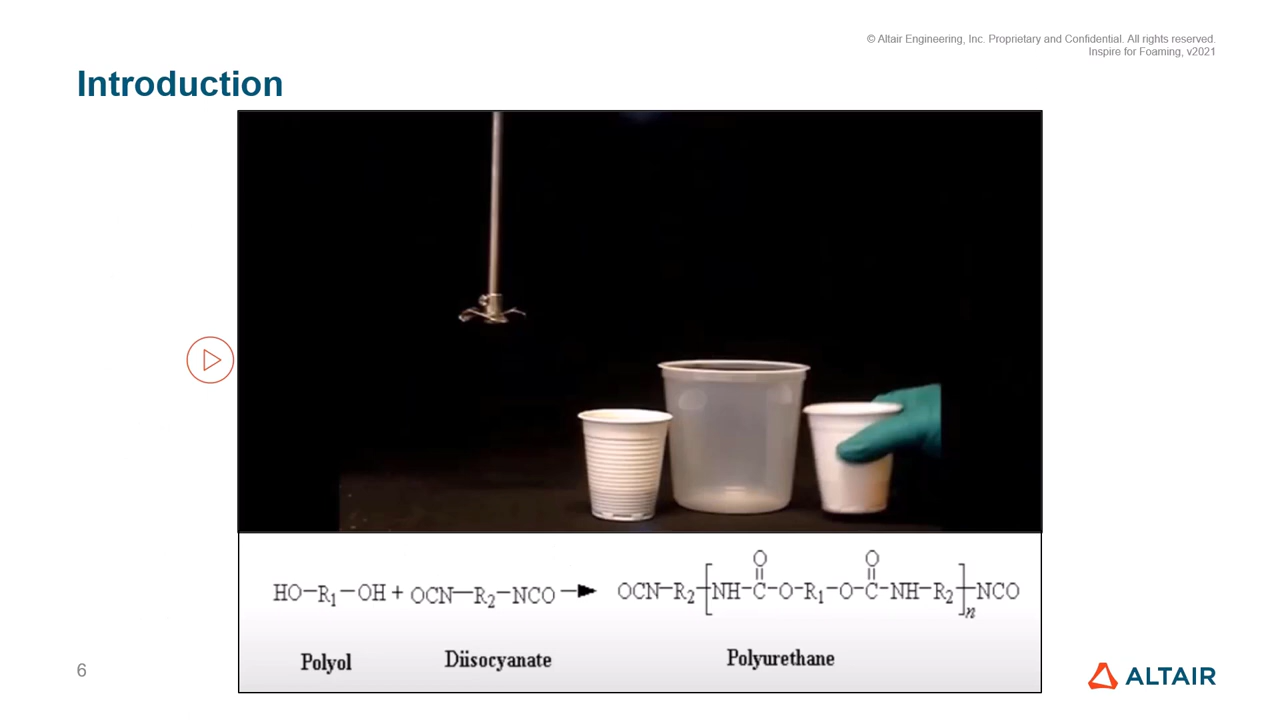 © Altair Engineering, Inc. Proprietary and Confidential. All rights reserved.
Inspire for Foaming, v2021
Introduction
O O
HO—R1—OH + OCN—R2—NCO → OCN—R2—[NH—C—O—R1—O—C—NH—R2—]n—NCO
Polyol Diisocyanate Polyurethane
6
ALTAIR